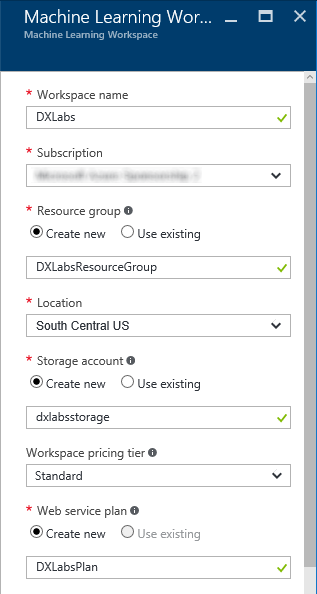 Machine Learning Wor...
Machine Learning Workspace
* Workspace name
DXLabs
* Subscription
* Resource group
Create new Use existing
DXLabsResourceGroup
* Location
South Central US
* Storage account
Create new Use existing
dxlabsstorage
Workspace pricing tier
Standard
* Web service plan
Create new Use existing
DXLabsPlan